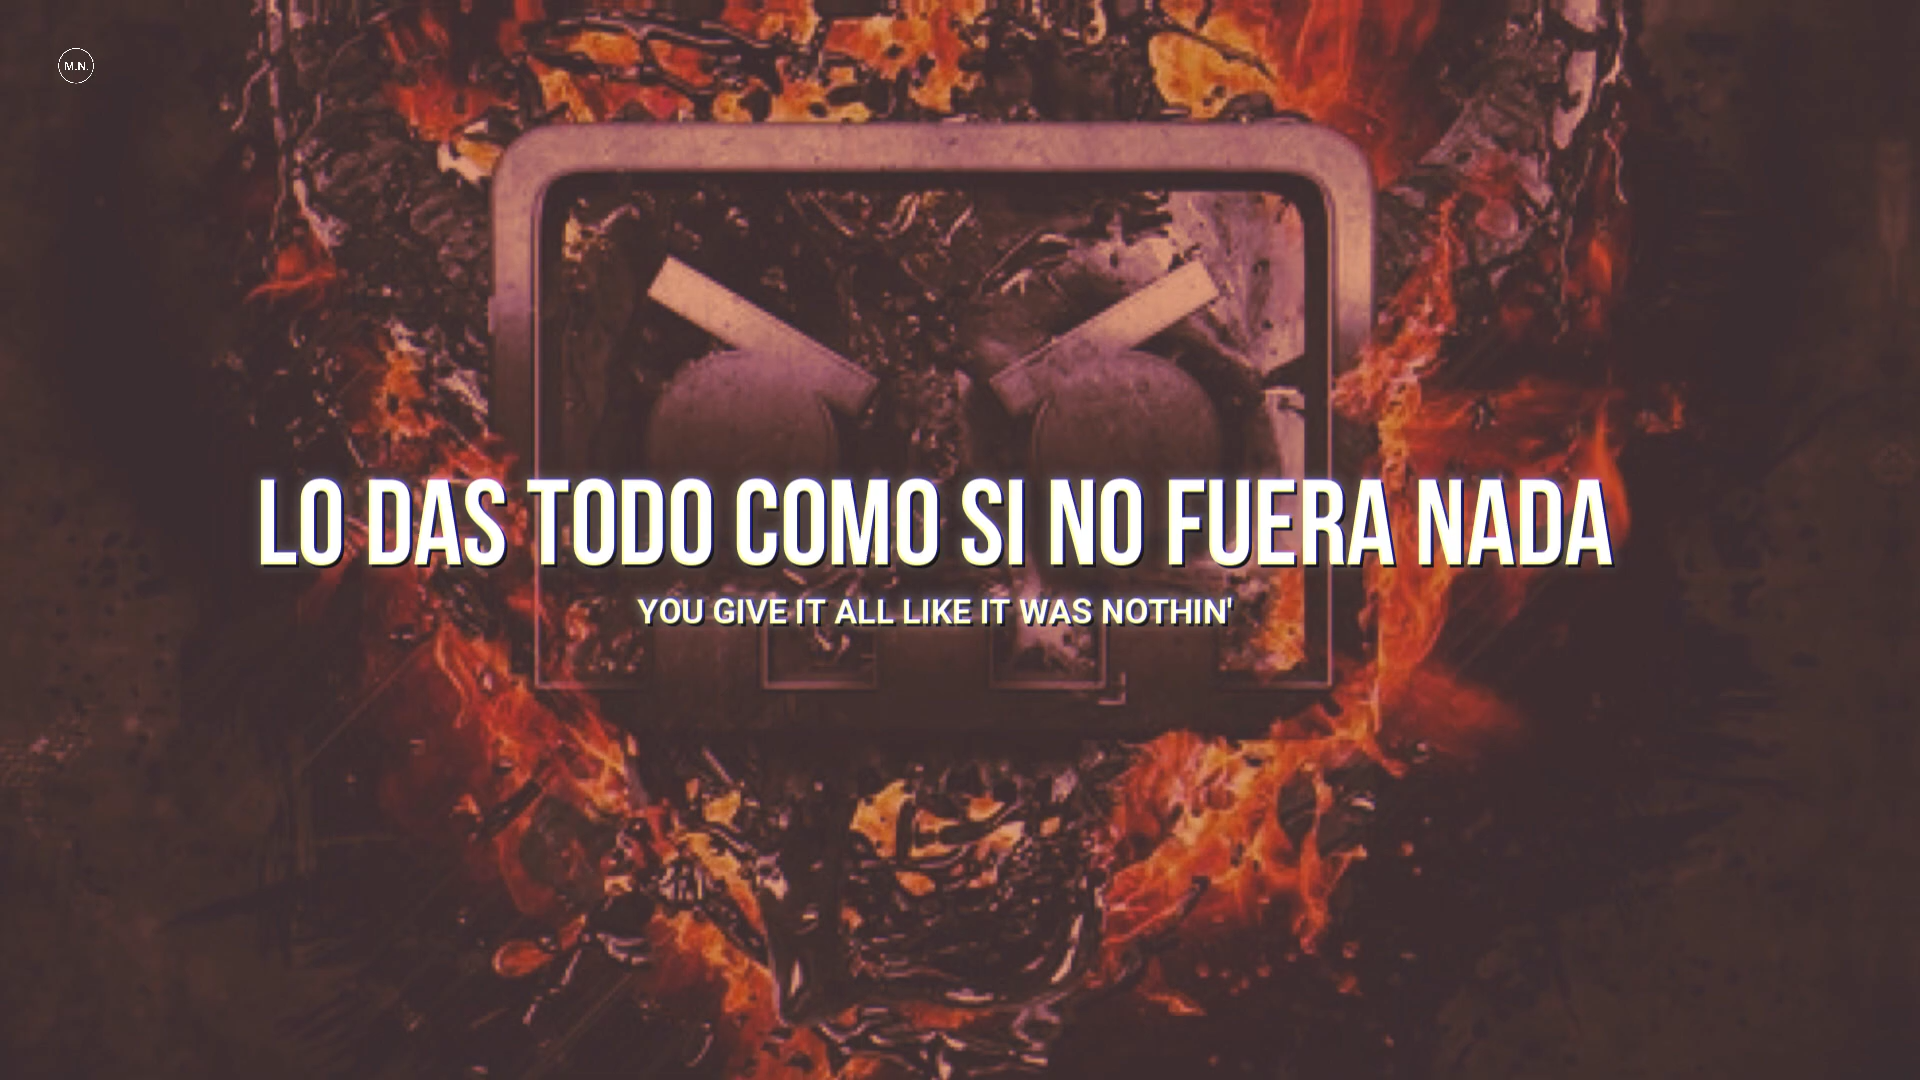 M.N.
LO DAS TODO COMO SI NO FUERA NADA
YOU GIVE IT ALL LIKE IT WAS NOTHIN'